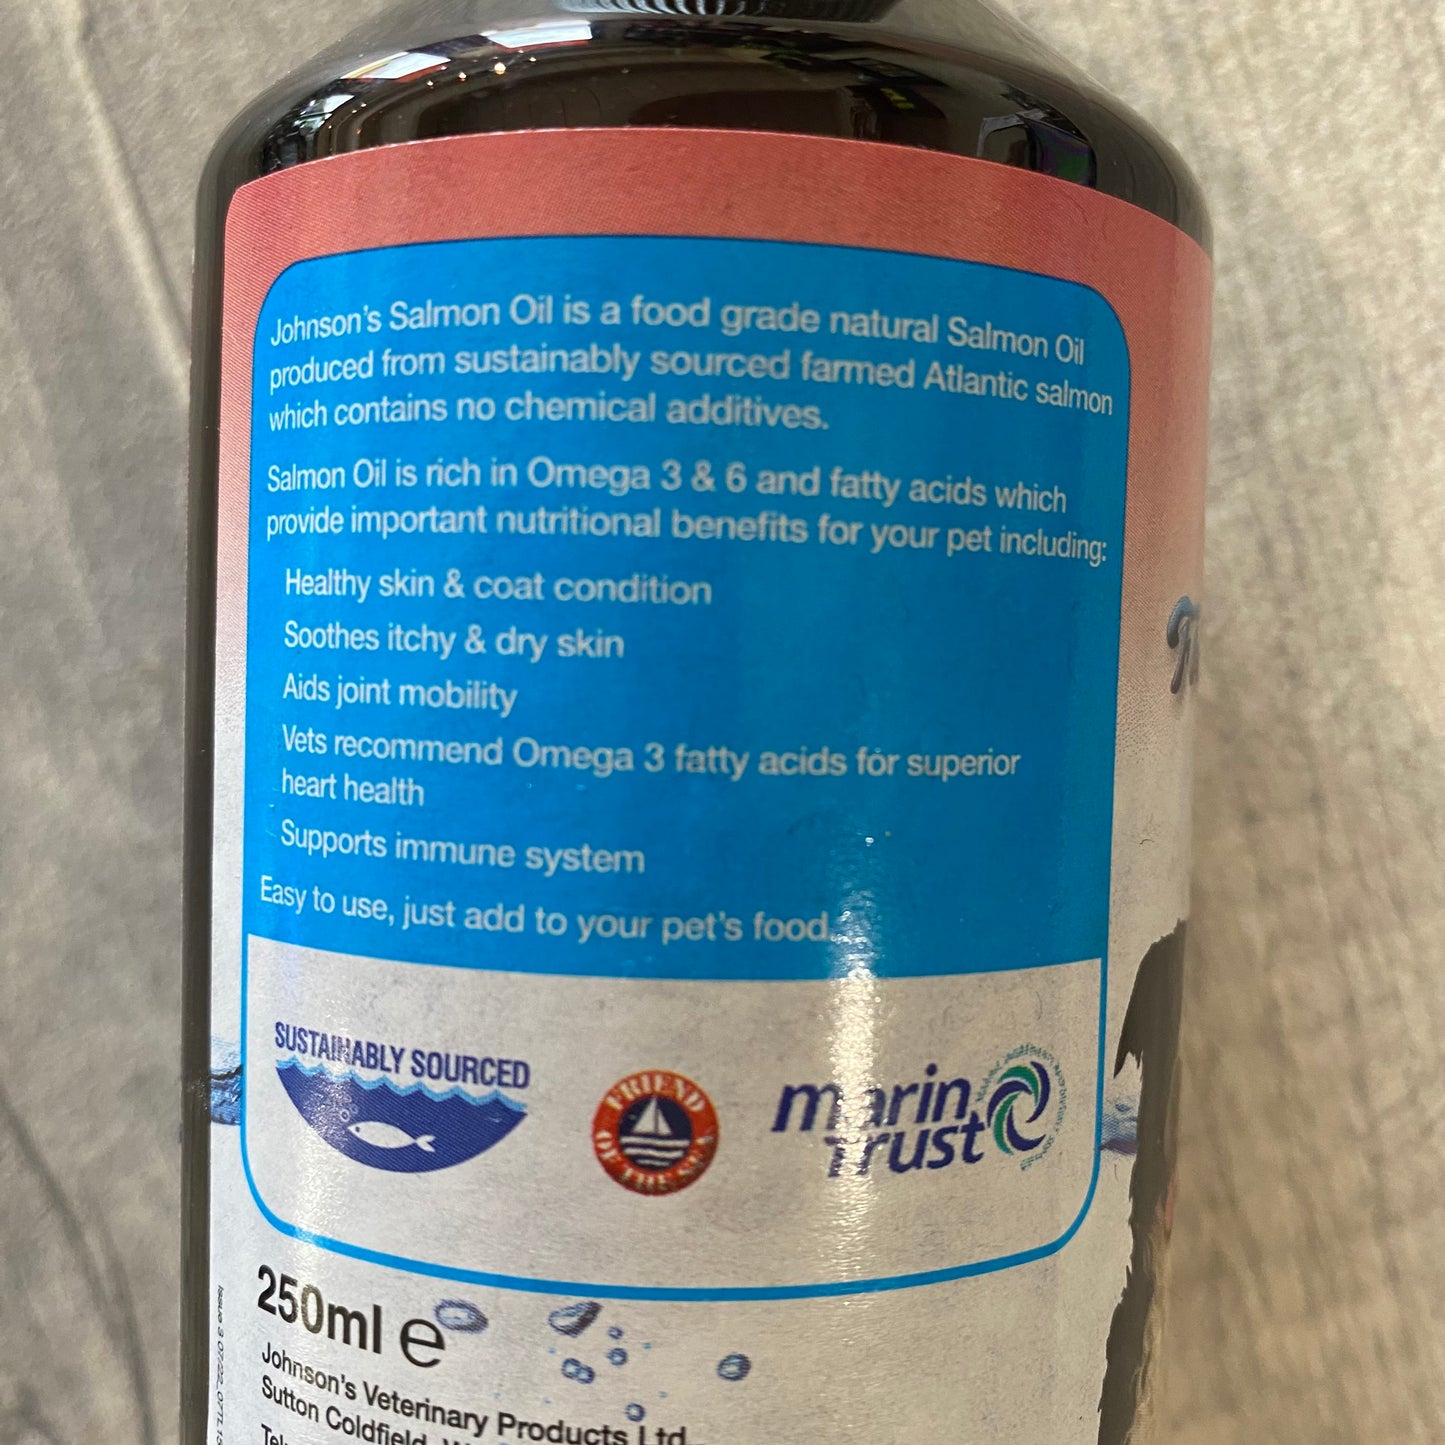 Johnson's Salmon Oil is a food grade natural Salmon Oil
produced from sustainably sourced farmed Atlantic salmon
which contains no chemical additives.
Salmon Oil is rich in Omega 3 & 6 and fatty acids which
provide important nutritional benefits for your pet including:
Healthy skin & coat condition
Soothes itchy & dry skin
Aids joint mobility
Vets recommend Omega 3 fatty acids for superior
heart health
Supports immune system
Easy to use, just add to your pet's food.
SUSTAINABLY SOURCED
FRIEND OF THE SEA
marin
trust
250ml e
Johnson's Veterinary Products Ltd
Sutton Coldfield,
Issue 3 07/22